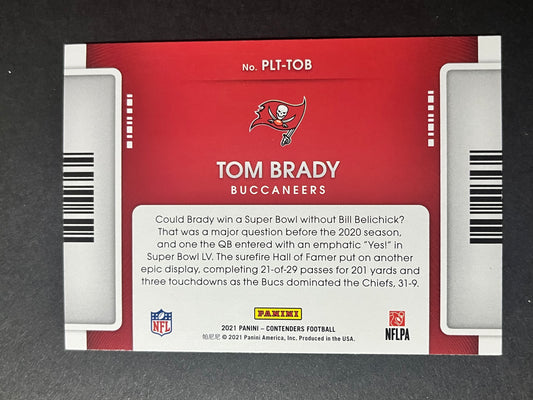 No. PLT-TOB
TOM BRADY
BUCCANEERS
Could Brady win a Super Bowl without Bill Belichick?
That was a major question before the 2020 season,
and one the QB entered with an emphatic "Yes!" in
Super Bowl LV. The surefire Hall of Famer put on another
epic display, completing 21-of-29 passes for 201 yards and
three touchdowns as the Bucs dominated the Chiefs, 31-9.
PANINI
NFL
2021 PANINI – CONTENDERS FOOTBALL
帕尼尼 © 2021 Panini America, Inc. Produced in the USA.
NFLPA